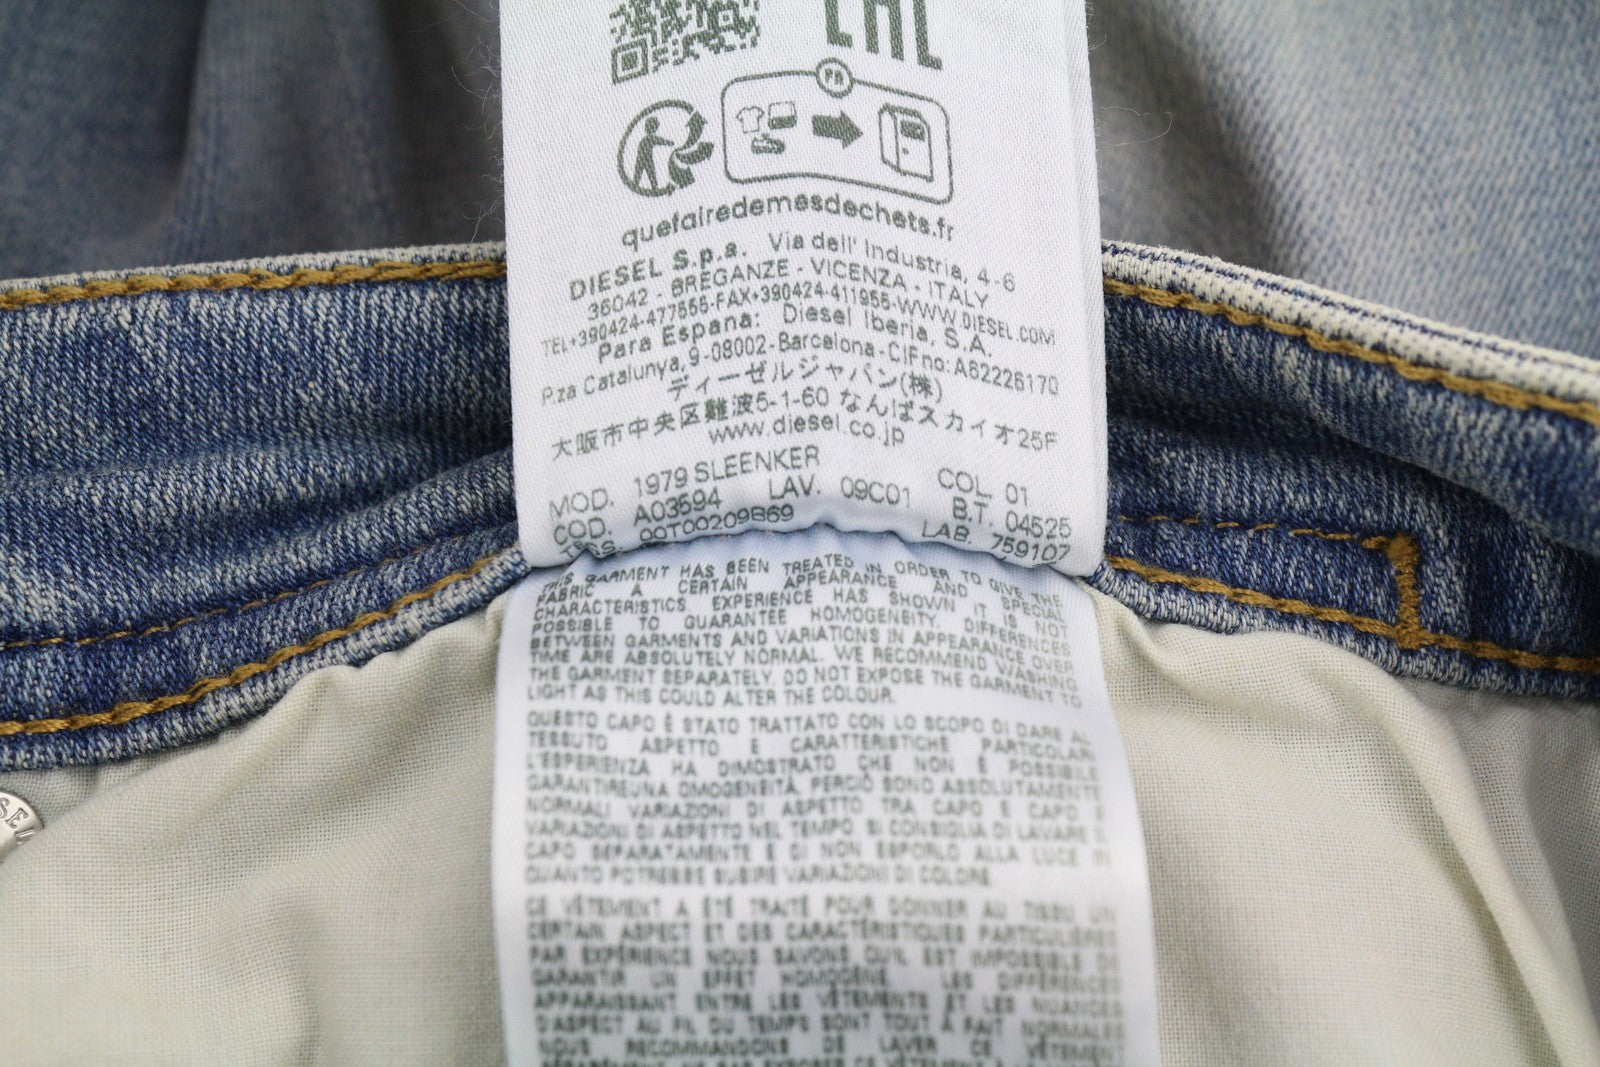 EAC
FR
quefairedemesdechets.fr
DIESEL S.p.a. Via dell' Industria, 4-6
36042 - BREGANZE - VICENZA - ITALY
TEL+390424-477555-FAX+390424-411955-WWW.DIESEL.COM
Para Espana: Diesel Iberia, S.A.
P.za Catalunya, 9-08002-Barcelona-CIFno:A62226170
ディーゼルジャパン(株)
大阪市中央区難波5-1-60 なんばスカイオ25F
www.diesel.co.jp
MOD. 1979 SLEENKER COL. 01
COD. A03594 LAV. 09C01 B.T. 04525
TESS. 00T00209B69 LAB. 759107
THIS GARMENT HAS BEEN TREATED IN ORDER TO GIVE THE
FABRIC A CERTAIN APPEARANCE AND SPECIAL
CHARACTERISTICS. EXPERIENCE HAS SHOWN IT IS NOT
POSSIBLE TO GUARANTEE HOMOGENEITY. DIFFERENCES
BETWEEN GARMENTS AND VARIATIONS IN APPEARANCE OVER
TIME ARE ABSOLUTELY NORMAL. WE RECOMMEND WASHING
THE GARMENT SEPARATELY. DO NOT EXPOSE THE GARMENT TO
LIGHT AS THIS COULD ALTER THE COLOUR.
QUESTO CAPO È STATO TRATTATO CON LO SCOPO DI DARE AL
TESSUTO ASPETTO E CARATTERISTICHE PARTICOLARI.
L'ESPERIENZA HA DIMOSTRATO CHE NON È POSSIBILE
GARANTIRE UNA OMOGENEITÀ, PERCIÒ SONO ASSOLUTAMENTE
NORMALI VARIAZIONI DI ASPETTO TRA CAPO E CAPO E
VARIAZIONI DI ASPETTO NEL TEMPO. SI CONSIGLIA DI LAVARE IL
CAPO SEPARATAMENTE E DI NON ESPORLO ALLA LUCE IN
QUANTO POTREBBE SUBIRE VARIAZIONI DI COLORE.
CE VÊTEMENT A ÉTÉ TRAITÉ POUR DONNER AU TISSU UN
CERTAIN ASPECT ET DES CARACTÉRISTIQUES PARTICULIÈRES
PAR EXPÉRIENCE NOUS SAVONS QU'IL EST IMPOSSIBLE DE
GARANTIR UN EFFET HOMOGÈNE. LES DIFFÉRENCES
APPARAISSANT ENTRE LES VÊTEMENTS ET LES NUANCES
D'ASPECT AU FIL DU TEMPS SONT TOUT À FAIT NORMALES
NOUS RECOMMANDONS DE LAVER CE VÊTEMENT